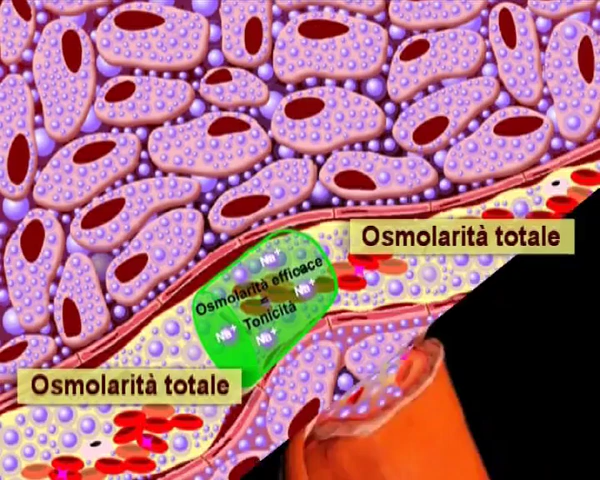 Osmolarità totale
Na+
Osmolarità efficace
=
Na+
Tonicità
Na+
Na+
Osmolarità totale